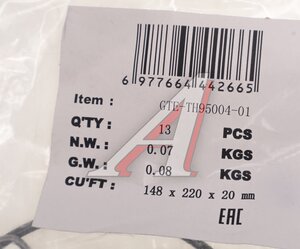 6 977664 442665
Item : GTE-TH95004-01
Q'TY : 13 PCS
N.W. : 0.07 KGS
G.W. : 0.08 KGS
CU'FT : 148 x 220 x 20 mm
EAC